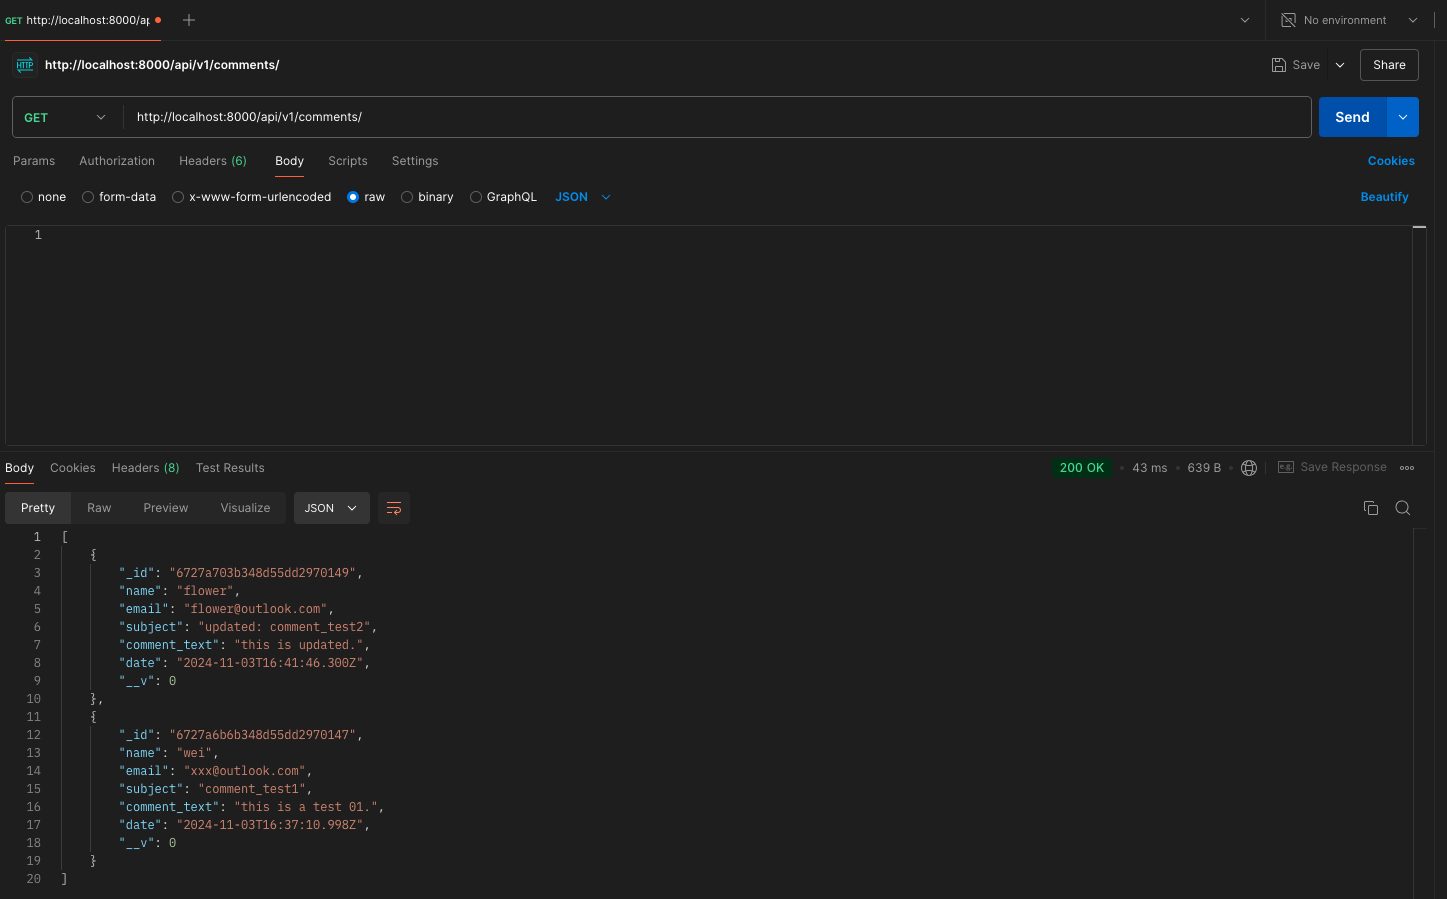 GET http://localhost:8000/ap
No environment
HTTP http://localhost:8000/api/v1/comments/
Save
Share
GET http://localhost:8000/api/v1/comments/
Send
Params Authorization Headers (6) Body Scripts Settings
Cookies
none form-data x-www-form-urlencoded raw binary GraphQL JSON
Beautify
1
Body Cookies Headers (8) Test Results
200 OK • 43 ms • 639 B •
e.g. Save Response
Pretty Raw Preview Visualize JSON
1 [
2 {
3 "_id": "6727a703b348d55dd2970149",
4 "name": "flower",
5 "email": "flower@outlook.com",
6 "subject": "updated: comment_test2",
7 "comment_text": "this is updated.",
8 "date": "2024-11-03T16:41:46.300Z",
9 "__v": 0
10 },
11 {
12 "_id": "6727a6b6b348d55dd2970147",
13 "name": "wei",
14 "email": "xxx@outlook.com",
15 "subject": "comment_test1",
16 "comment_text": "this is a test 01.",
17 "date": "2024-11-03T16:37:10.998Z",
18 "__v": 0
19 }
20 ]